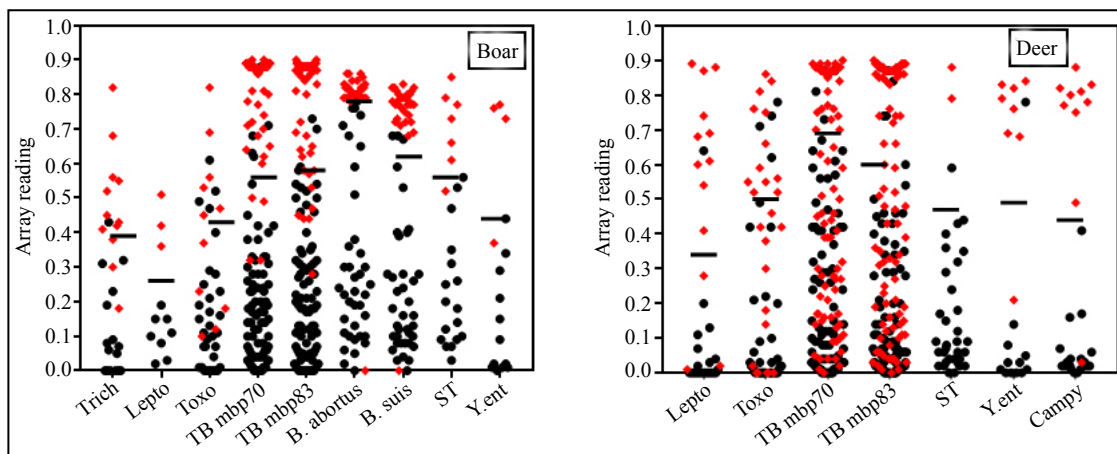 Boar
Array reading
1.0
0.9
0.8
0.7
0.6
0.5
0.4
0.3
0.2
0.1
0.0
Trich
Lepto
Toxo
TB mbp70
TB mbp83
B. abortus
B. suis
ST
Y.ent
Deer
Array reading
1.0
0.9
0.8
0.7
0.6
0.5
0.4
0.3
0.2
0.1
0.0
Lepto
Toxo
TB mbp70
TB mbp83
ST
Y.ent
Campy